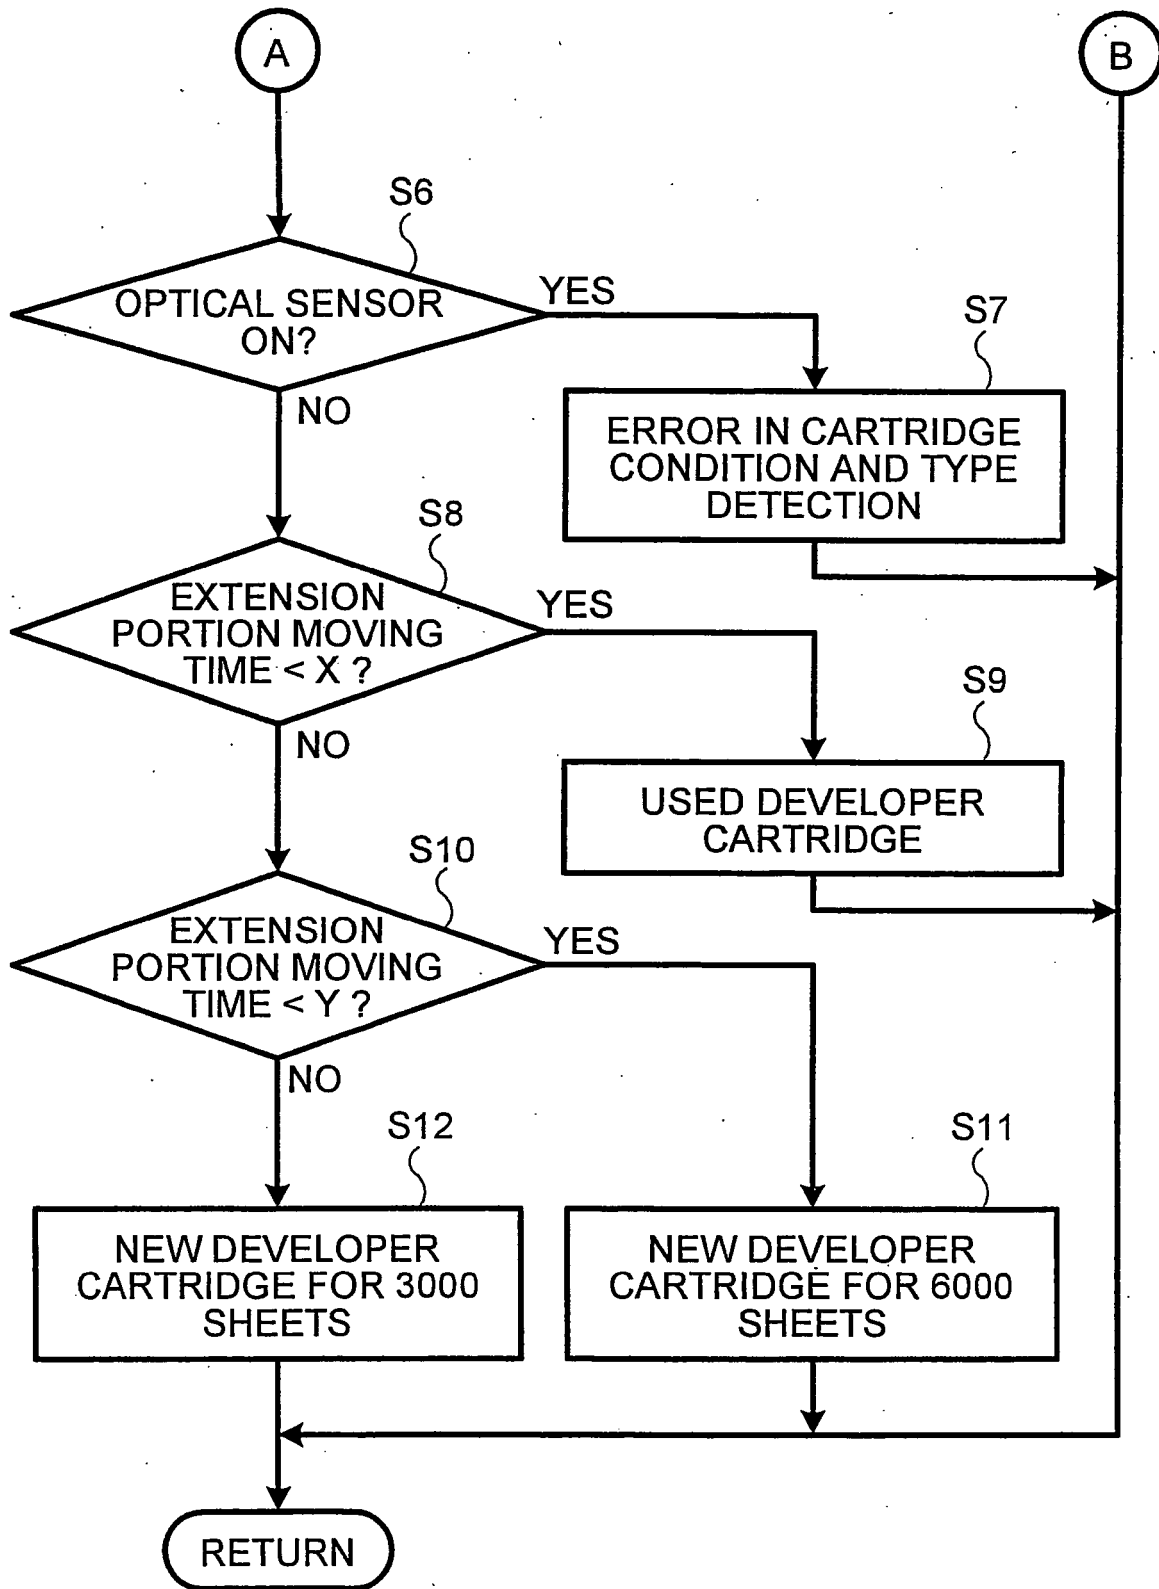 A
B
S6
OPTICAL SENSOR
ON?
YES
NO
S7
ERROR IN CARTRIDGE
CONDITION AND TYPE
DETECTION
S8
EXTENSION
PORTION MOVING
TIME < X ?
YES
NO
S9
USED DEVELOPER
CARTRIDGE
S10
EXTENSION
PORTION MOVING
TIME < Y ?
YES
NO
S12
NEW DEVELOPER
CARTRIDGE FOR 3000
SHEETS
S11
NEW DEVELOPER
CARTRIDGE FOR 6000
SHEETS
RETURN